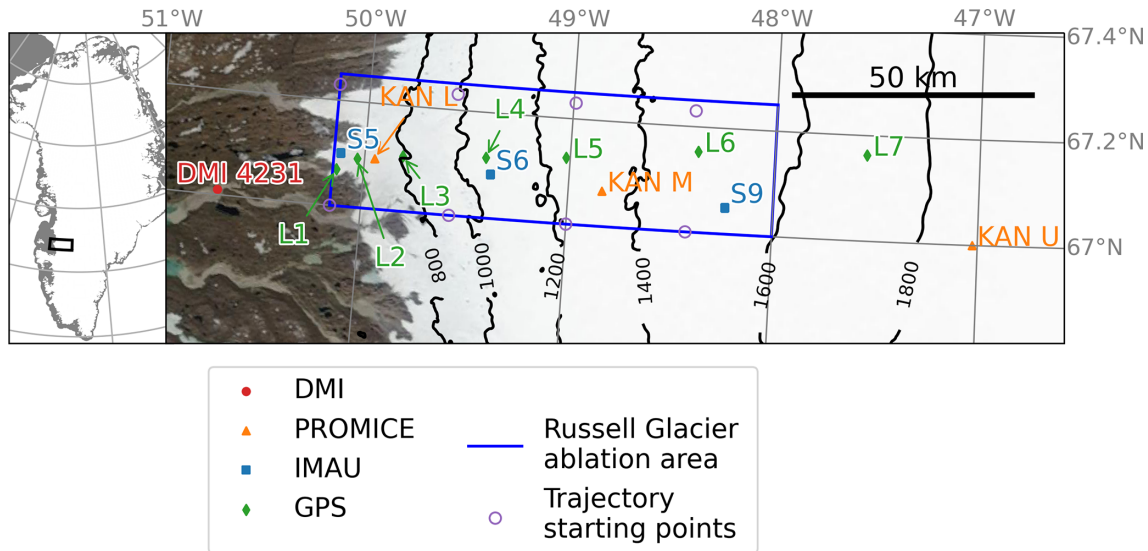 51°W 50°W 49°W 48°W 47°W
67.4°N
50 km
KAN L
L4
67.2°N
S5
L5
L6
L7
S6
DMI 4231
KAN M
L3
S9
L1
L2
KAN U
67°N
800 1000 1200 1400 1600 1800
DMI
PROMICE
IMAU
GPS
Russell Glacier
ablation area
Trajectory
starting points